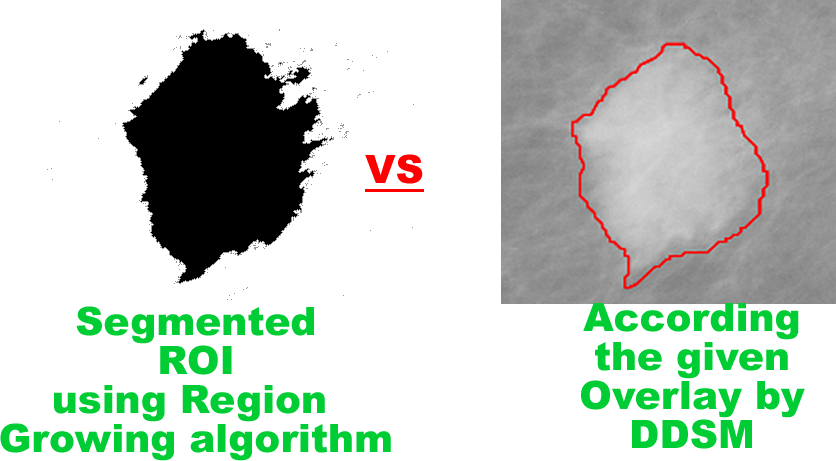 VS
Segmented
ROI
using Region
Growing algorithm
According
the given
Overlay by
DDSM